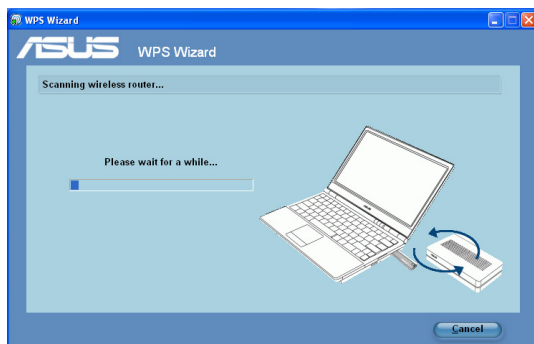 WPS Wizard
ASUS WPS Wizard
Scanning wireless router...
Please wait for a while...
Cancel